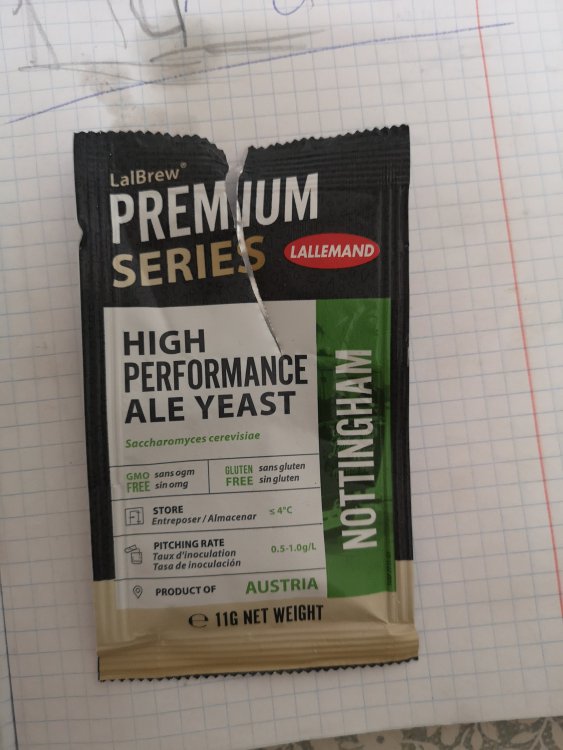 LalBrew®
PREMIUM
SERIES
LALLEMAND
HIGH
PERFORMANCE
ALE YEAST
Saccharomyces cerevisiae
GMO FREE
sans ogm
sin omg
GLUTEN FREE
sans gluten
sin gluten
STORE
Entreposer / Almacenar
≤ 4°C
PITCHING RATE
Taux d'inoculation
Tasa de inoculación
0.5-1.0g/L
PRODUCT OF AUSTRIA
NOTTINGHAM
℮ 11G NET WEIGHT